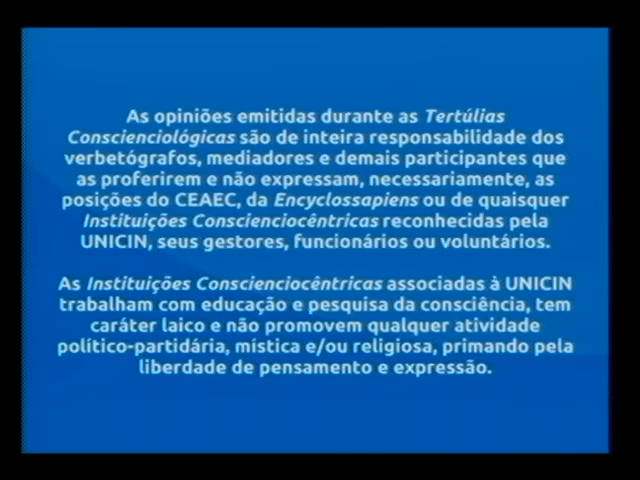 As opiniões emitidas durante as Tertúlias
Conscienciológicas são de inteira responsabilidade dos
verbetógrafos, mediadores e demais participantes que
as proferirem e não expressam, necessariamente, as
posições do CEAEC, da Encyclossapiens ou de quaisquer
Instituições Conscienciocêntricas reconhecidas pela
UNICIN, seus gestores, funcionários ou voluntários.
As Instituições Conscienciocêntricas associadas à UNICIN
trabalham com educação e pesquisa da consciência, tem
caráter laico e não promovem qualquer atividade
político-partidária, mística e/ou religiosa, primando pela
liberdade de pensamento e expressão.